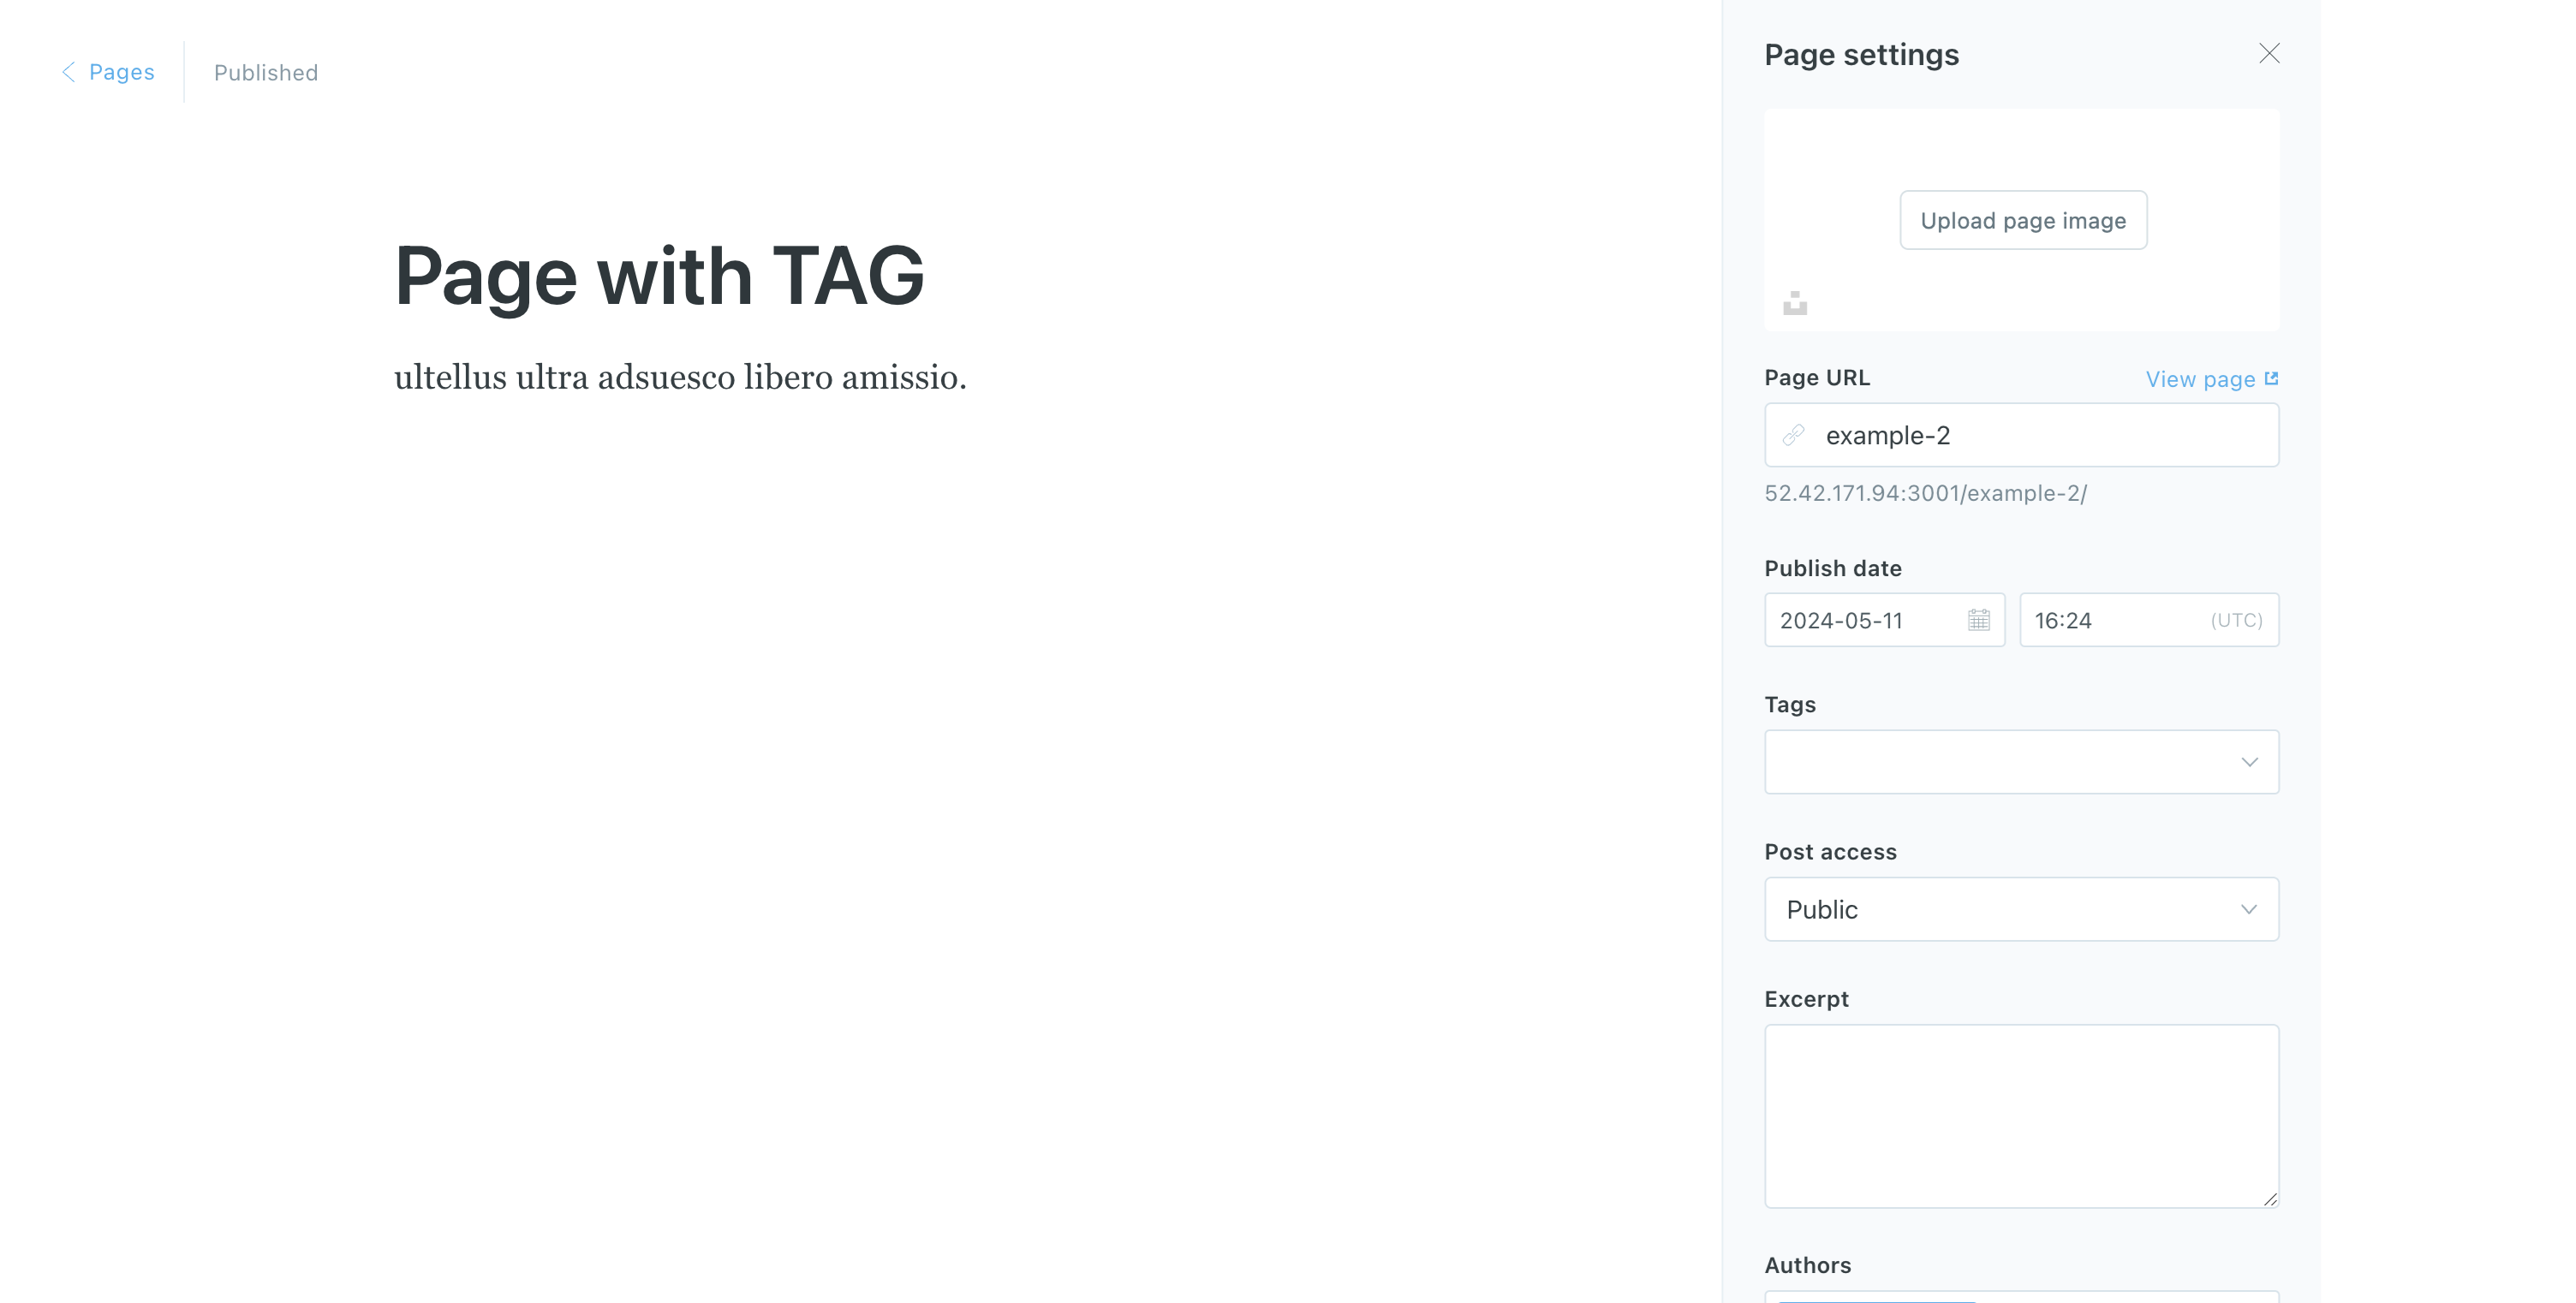 Pages
Published
Page with TAG
ultellus ultra adsuesco libero amissio.
Page settings
Upload page image
Page URL
View page
example-2
52.42.171.94:3001/example-2/
Publish date
2024-05-11
16:24
(UTC)
Tags
Post access
Public
Excerpt
Authors